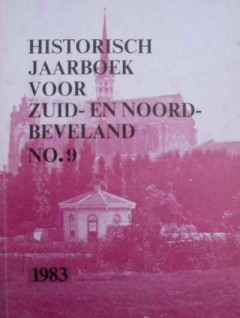 HISTORISCH
JAARBOEK
VOOR
ZUID- EN NOORD-
BEVELAND
NO. 9
1983